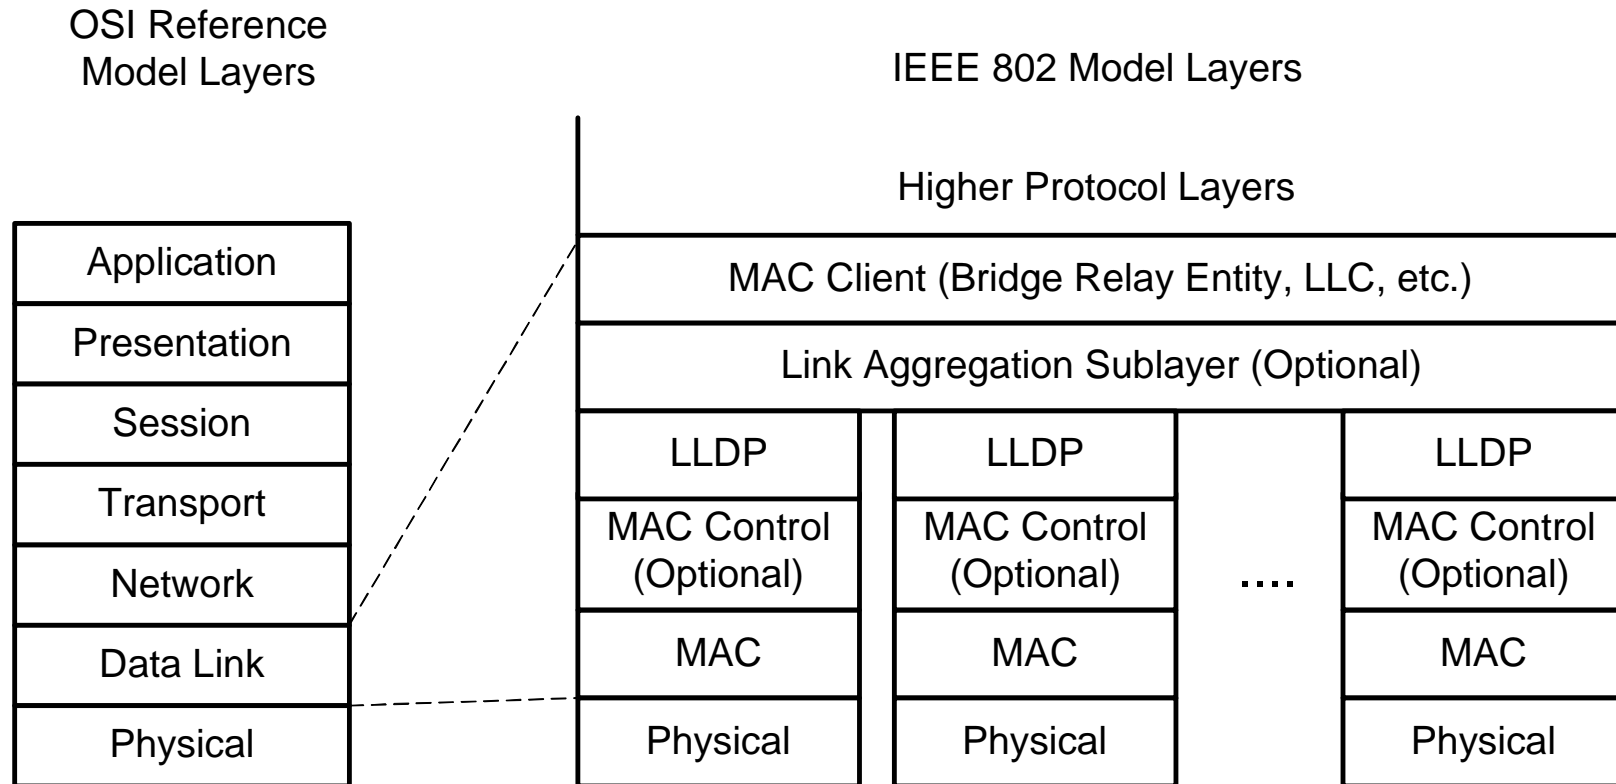 OSI Reference
Model Layers
IEEE 802 Model Layers
Higher Protocol Layers
Application
Presentation
Session
Transport
Network
Data Link
Physical
MAC Client (Bridge Relay Entity, LLC, etc.)
Link Aggregation Sublayer (Optional)
LLDP
MAC Control
(Optional)
MAC
Physical
LLDP
MAC Control
(Optional)
MAC
Physical
....
LLDP
MAC Control
(Optional)
MAC
Physical